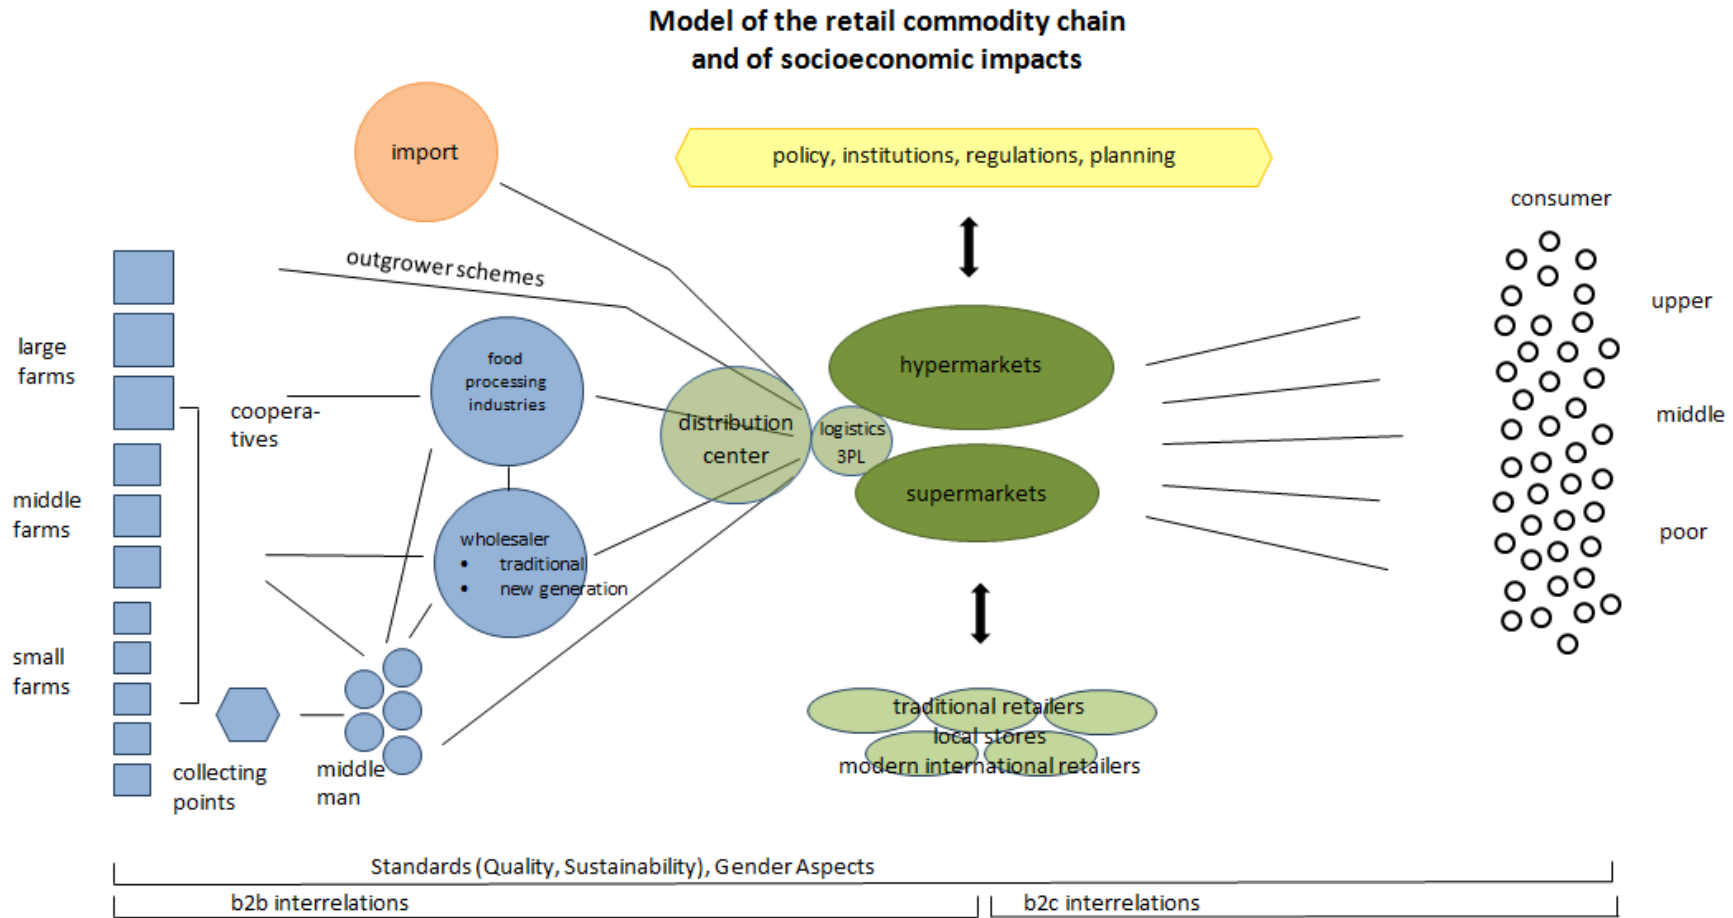 Model of the retail commodity chain
and of socioeconomic impacts
import
policy, institutions, regulations, planning
consumer
outgrower schemes
upper
large
farms
food
processing
industries
hypermarkets
coopera-
tives
distribution
center
logistics
3PL
middle
middle
farms
supermarkets
wholesaler
• traditional
• new generation
poor
small
farms
collecting
points
middle
man
traditional retailers
local stores
modern international retailers
Standards (Quality, Sustainability), Gender Aspects
b2b interrelations
b2c interrelations